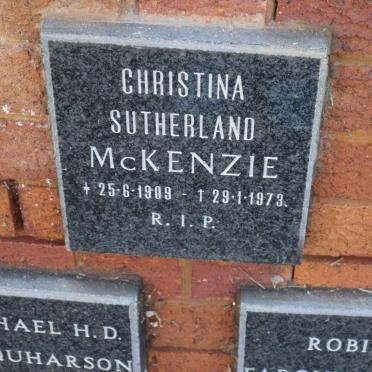 CHRISTINA
SUTHERLAND
McKENZIE
+ 25·6·1909 - † 29·1·1973.
R. I. P.
HAEL H.D.
UHARSON
ROBI